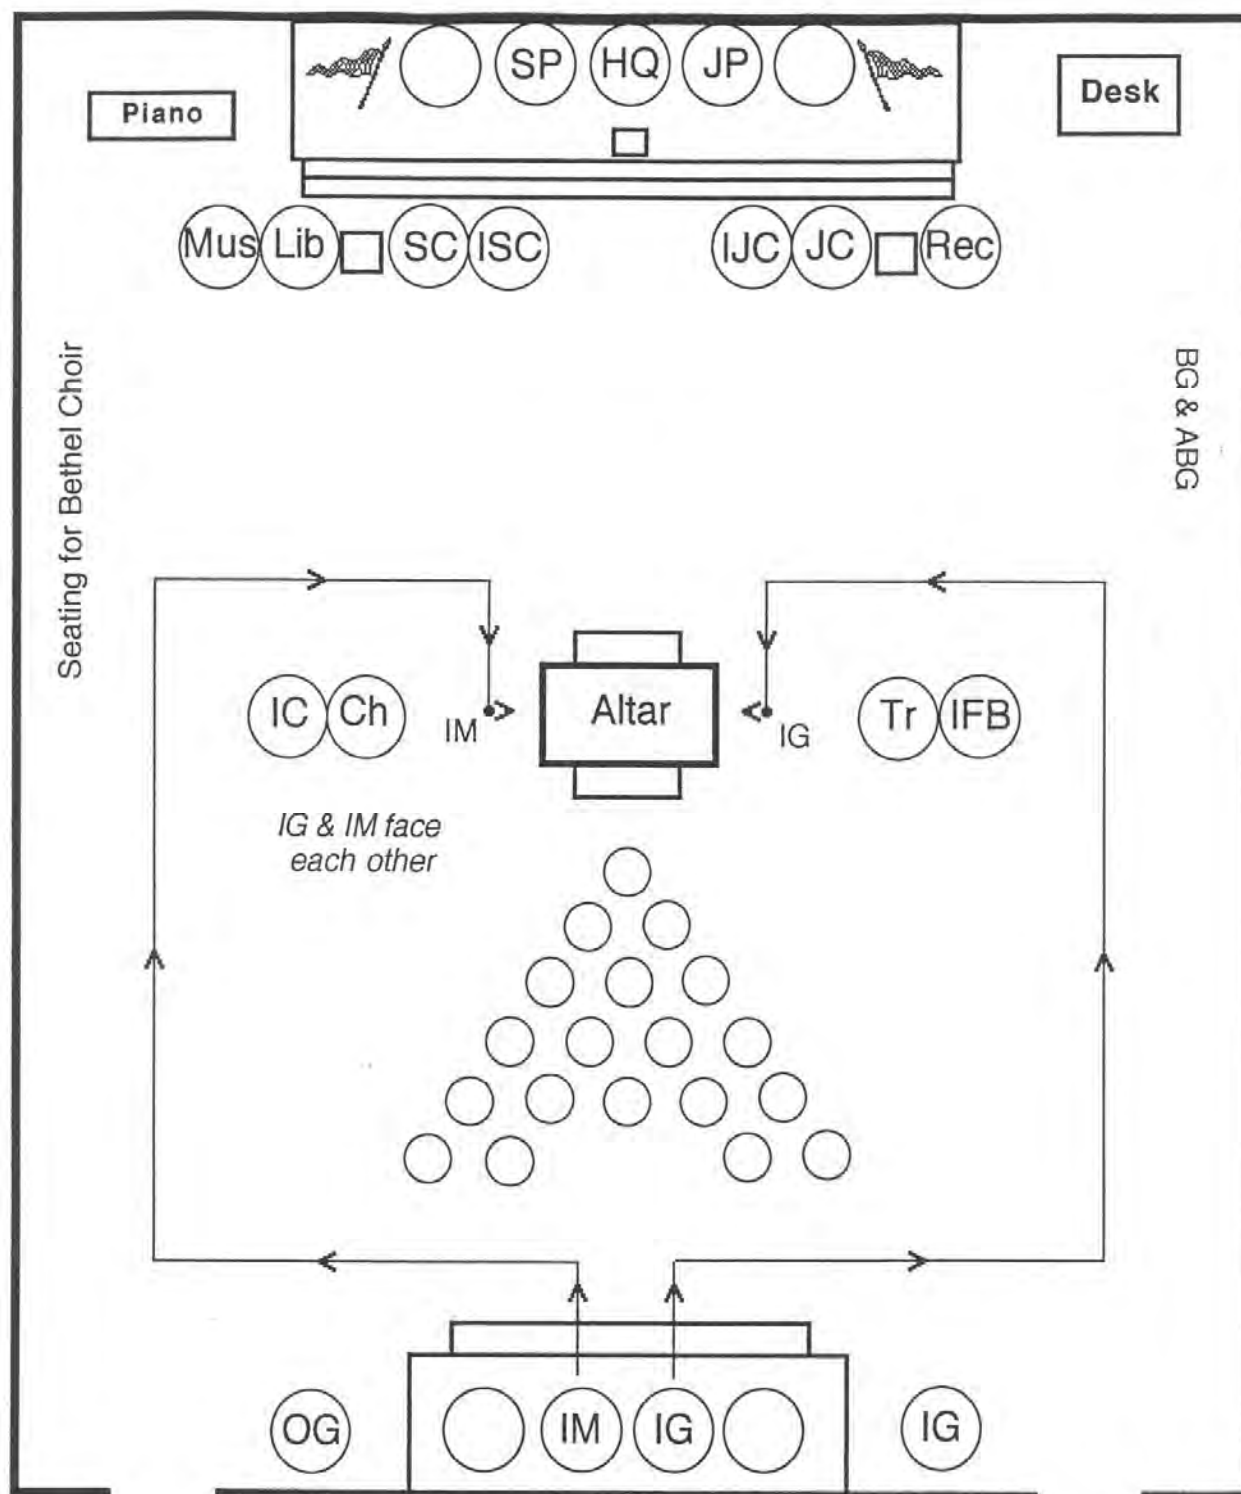 SP HQ JP
Piano
Desk
Mus Lib SC ISC IJC JC Rec
Seating for Bethel Choir
BG & ABG
IC Ch IM Altar IG Tr IFB
IG & IM face
each other
OG IM IG IG